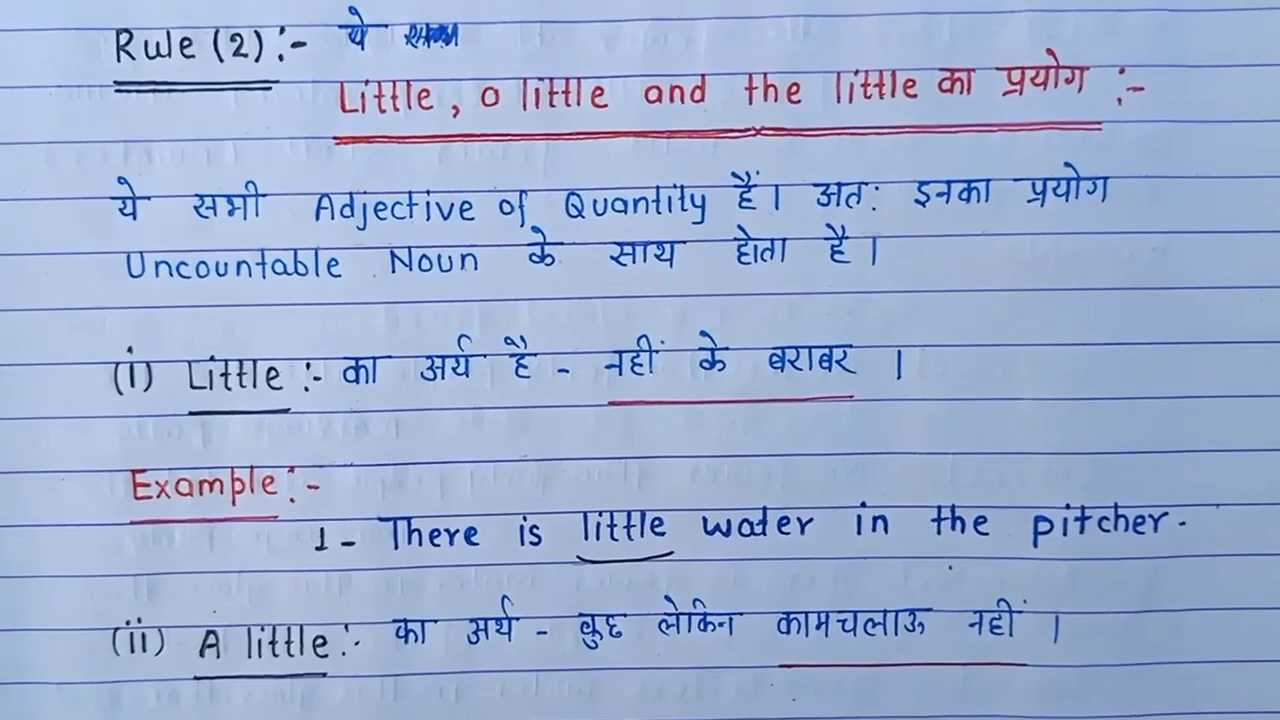 Rule (2):- ये
Little, a little and the little का प्रयोग :-
ये सभी Adjective of Quantity हैं। अत: इनका प्रयोग
Uncountable Noun के साथ होता है।
(i) Little :- का अर्थ है - नहीं के बराबर ।
Example:-
1- There is little water in the pitcher.
(ii) A little:- का अर्थ - कुछ लेकिन कामचलाऊ नहीं ।